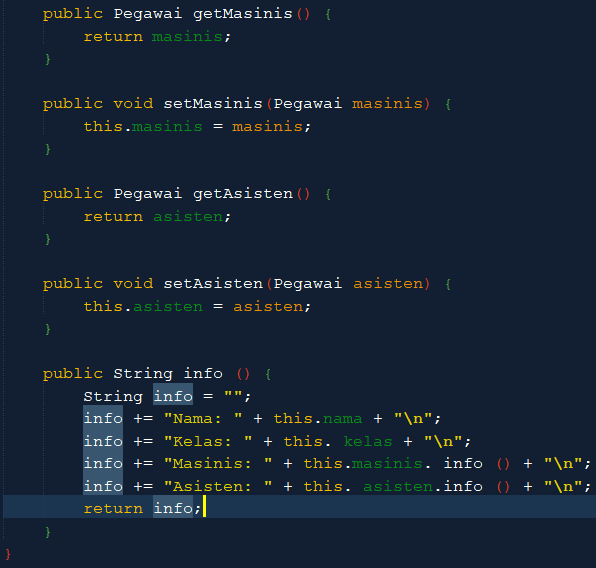 public Pegawai getMasinis() {
return masinis;
}
public void setMasinis(Pegawai masinis) {
this.masinis = masinis;
}
public Pegawai getAsisten() {
return asisten;
}
public void setAsisten(Pegawai asisten) {
this.asisten = asisten;
}
public String info () {
String info = "";
info += "Nama: " + this.nama + "\n";
info += "Kelas: " + this. kelas + "\n";
info += "Masinis: " + this.masinis. info () + "\n";
info += "Asisten: " + this. asisten.info () + "\n";
return info;
}
}